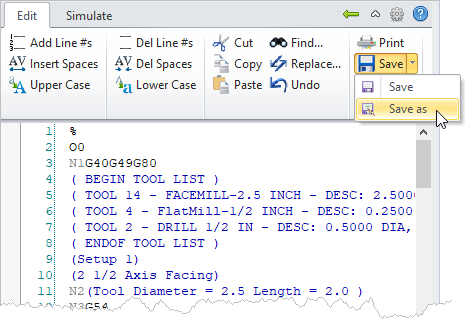 Edit Simulate
Add Line #s Del Line #s Cut Find... Print
Insert Spaces Del Spaces Copy Replace... Save
Upper Case Lower Case Paste Undo
Save
Save as
1 %
2 O0
3 N1G40G49G80
4 ( BEGIN TOOL LIST )
5 ( TOOL 14 - FACEMILL-2.5 INCH - DESC: 2.5000
6 ( TOOL 4 - FlatMill-1/2 INCH - DESC: 0.2500
7 ( TOOL 2 - DRILL 1/2 IN - DESC: 0.5000 DIA,
8 ( ENDOF TOOL LIST )
9 (Setup 1)
10 (2 1/2 Axis Facing)
11 N2(Tool Diameter = 2.5 Length = 2.0 )
12 N3G54